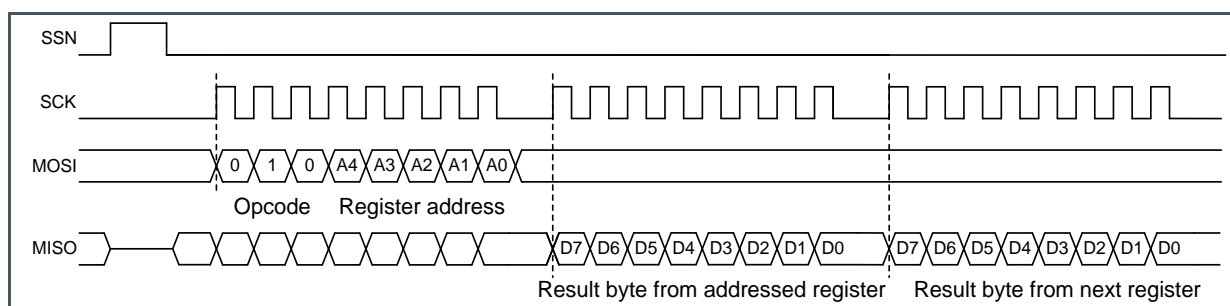 SSN
SCK
MOSI 0 1 0 A4 A3 A2 A1 A0
Opcode Register address
MISO D7 D6 D5 D4 D3 D2 D1 D0 D7 D6 D5 D4 D3 D2 D1 D0
Result byte from addressed register Result byte from next register